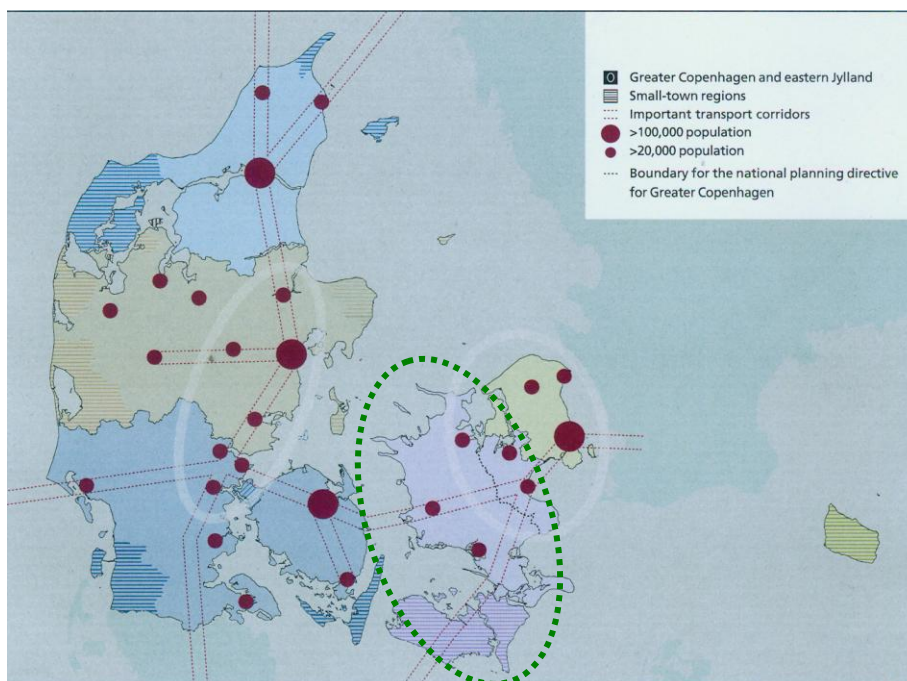 Greater Copenhagen and eastern Jylland
Small-town regions
Important transport corridors
>100,000 population
>20,000 population
Boundary for the national planning directive
for Greater Copenhagen